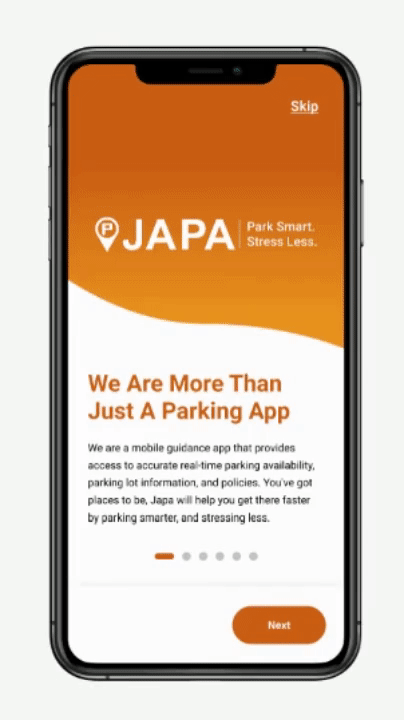 Skip
P JAPA
Park Smart.
Stress Less.
We Are More Than
Just A Parking App
We are a mobile guidance app that provides
access to accurate real-time parking availability,
parking lot information, and policies. You've got
places to be, Japa will help you get there faster
by parking smarter, and stressing less.
Next